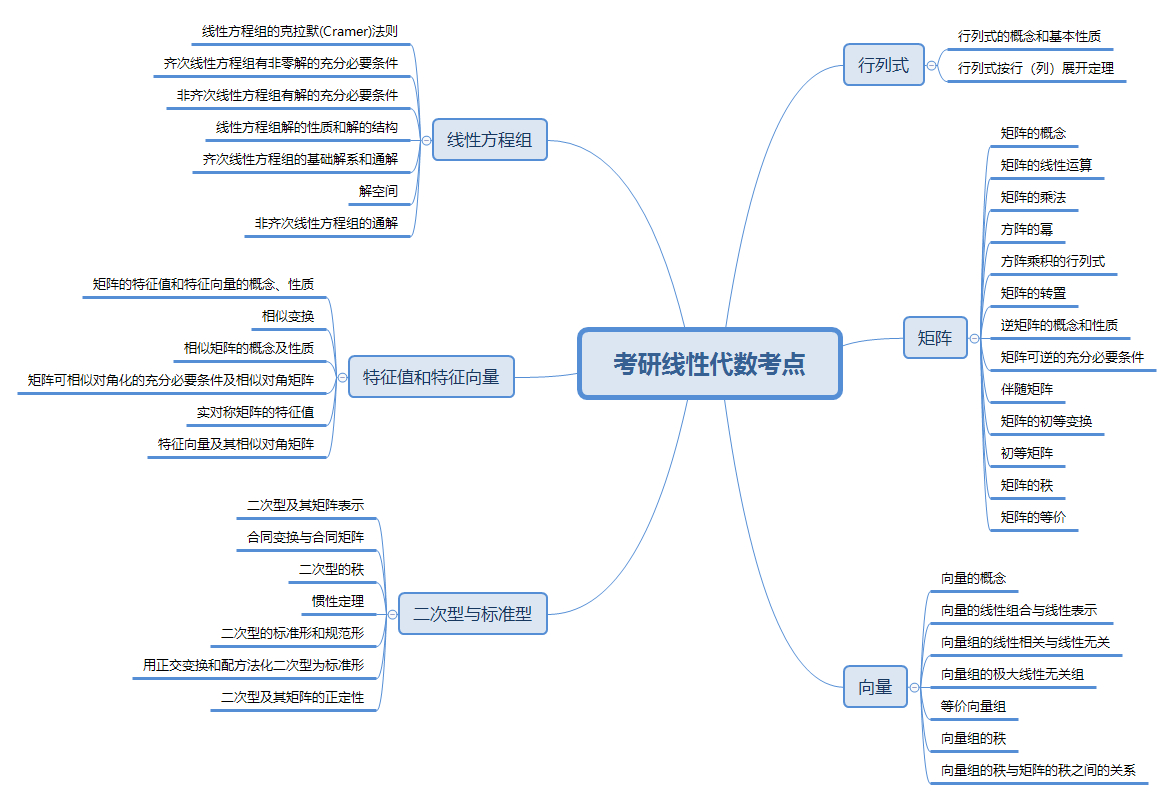 考研线性代数考点
行列式
行列式的概念和基本性质
行列式按行（列）展开定理
矩阵
矩阵的概念
矩阵的线性运算
矩阵的乘法
方阵的幂
方阵乘积的行列式
矩阵的转置
逆矩阵的概念和性质
矩阵可逆的充分必要条件
伴随矩阵
矩阵的初等变换
初等矩阵
矩阵的秩
矩阵的等价
向量
向量的概念
向量的线性组合与线性表示
向量组的线性相关与线性无关
向量组的极大线性无关组
等价向量组
向量组的秩
向量组的秩与矩阵的秩之间的关系
线性方程组
线性方程组的克拉默(Cramer)法则
齐次线性方程组有非零解的充分必要条件
非齐次线性方程组有解的充分必要条件
线性方程组解的性质和解的结构
齐次线性方程组的基础解系和通解
解空间
非齐次线性方程组的通解
特征值和特征向量
矩阵的特征值和特征向量的概念、性质
相似变换
相似矩阵的概念及性质
矩阵可相似对角化的充分必要条件及相似对角矩阵
实对称矩阵的特征值
特征向量及其相似对角矩阵
二次型与标准型
二次型及其矩阵表示
合同变换与合同矩阵
二次型的秩
惯性定理
二次型的标准形和规范形
用正交变换和配方法化二次型为标准形
二次型及其矩阵的正定性